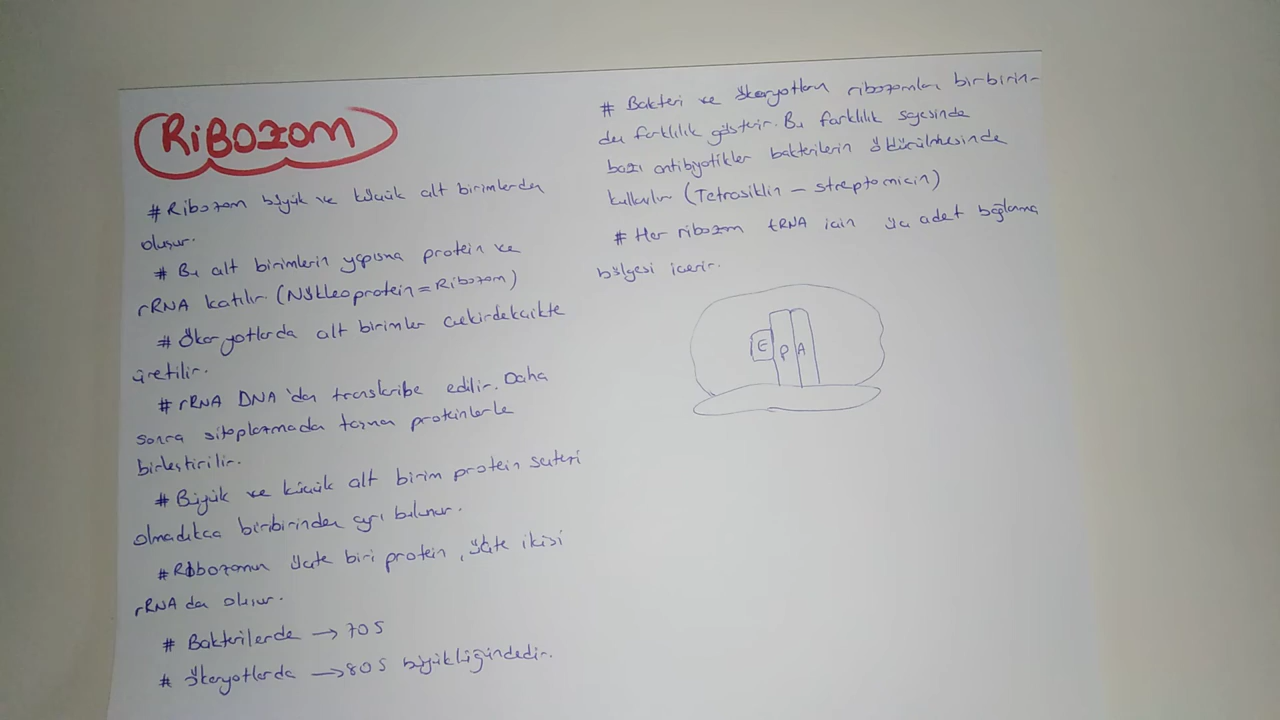 RiBOZOM
# Ribozom büyük ve küçük alt birimlerden
oluşur.
# Bu alt birimlerin yapısına protein ve
rRNA katılır. (Nükleoprotein = Ribozom)
# Ökaryotlarda alt birimler çekirdekçikte
üretilir.
# rRNA DNA'dan transkribe edilir. Daha
sonra sitoplazmada taşınan proteinlerle
birleştirilir.
# Büyük ve küçük alt birim protein sentezi
olmadıkça biribirinden ayrı bulunur.
# Ribozomun üçte biri protein, üçte ikisi
rRNA dan oluşur.
# Bakterilerde → 70S
# Ökaryotlarda → 80S büyüklüğündedir.
# Bakteri ve ökaryotların ribozomları birbirin-
den farklılık gösterir. Bu farklılık sayesinde
bazı antibiyotikler bakterilerin öldürülmesinde
kullanılır (Tetrasiklin - streptomicin)
# Her ribozom tRNA için üç adet bağlanma
bölgesi içerir.
E P A